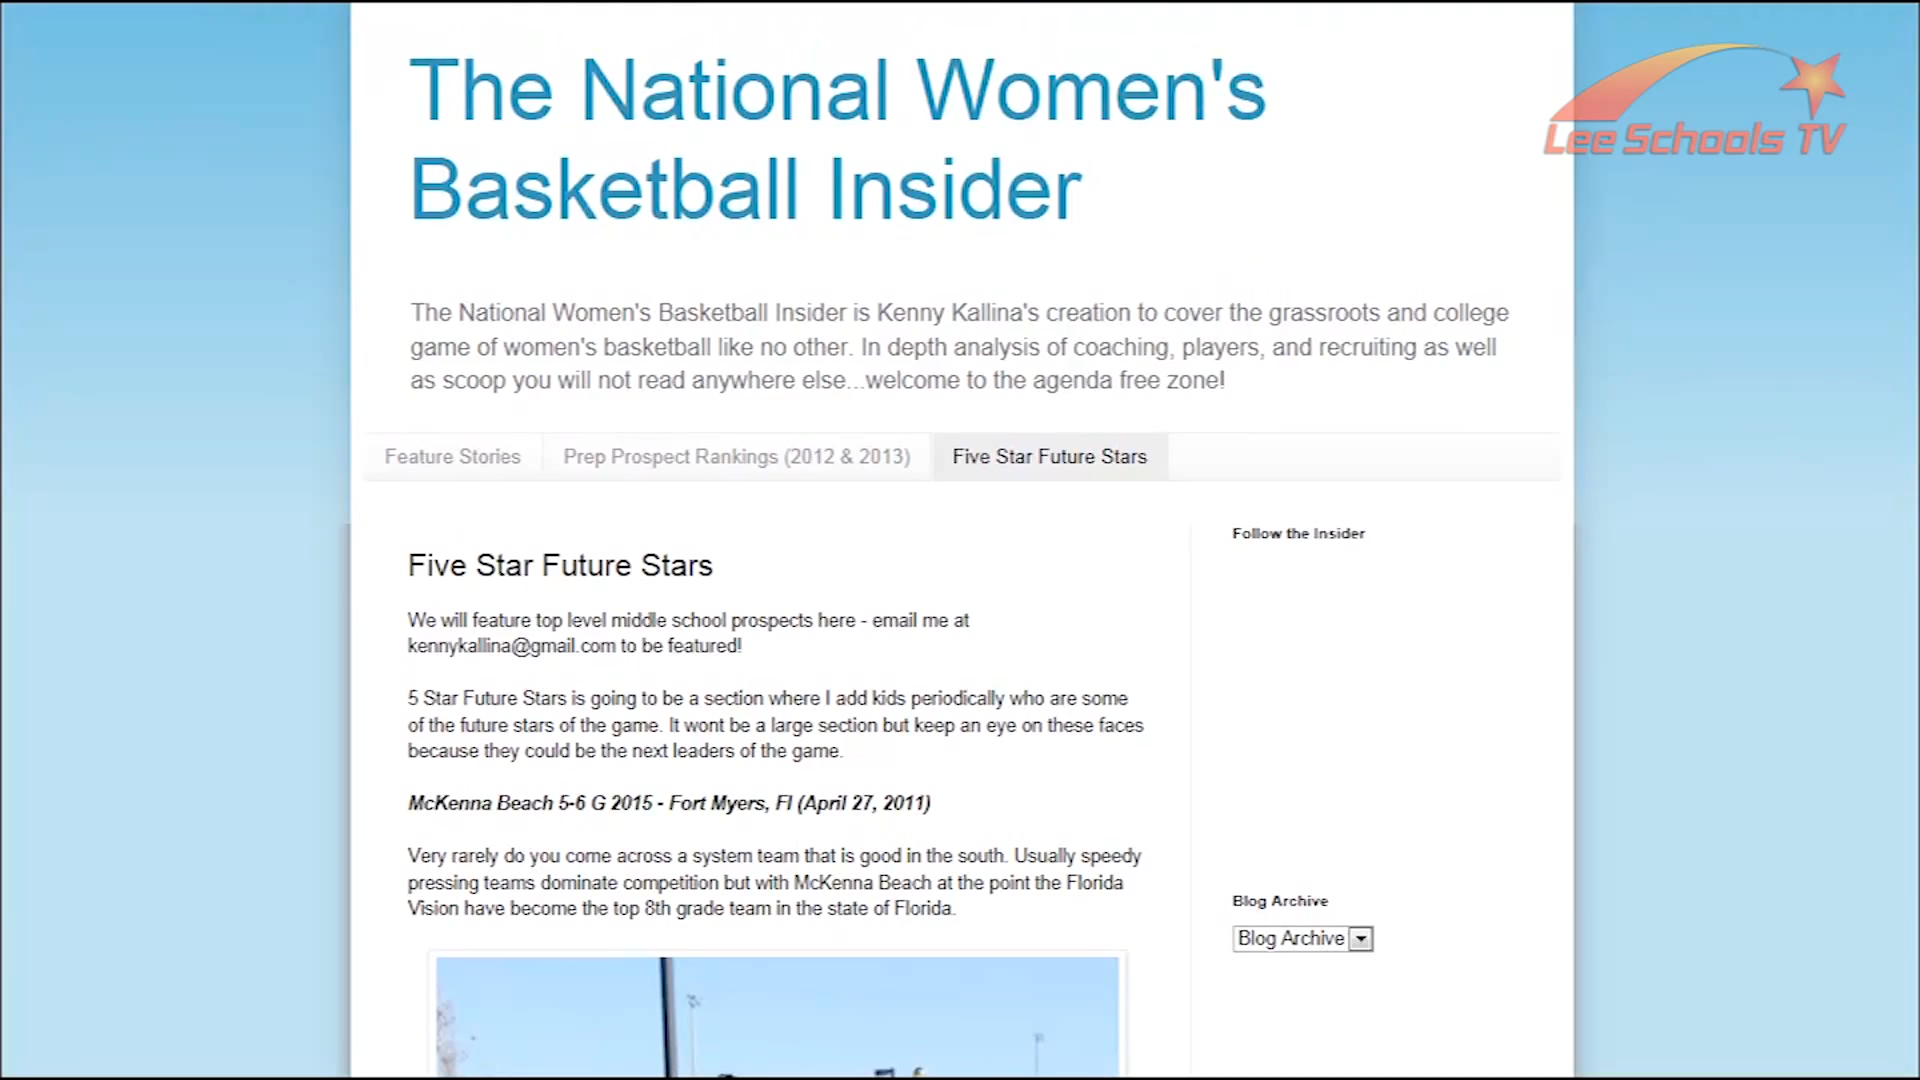 The National Women's
Basketball Insider
Lee Schools TV
The National Women's Basketball Insider is Kenny Kallina's creation to cover the grassroots and college
game of women's basketball like no other. In depth analysis of coaching, players, and recruiting as well
as scoop you will not read anywhere else...welcome to the agenda free zone!
Feature Stories
Prep Prospect Rankings (2012 & 2013)
Five Star Future Stars
Five Star Future Stars
We will feature top level middle school prospects here - email me at
kennykallina@gmail.com to be featured!
5 Star Future Stars is going to be a section where I add kids periodically who are some
of the future stars of the game. It wont be a large section but keep an eye on these faces
because they could be the next leaders of the game.
McKenna Beach 5-6 G 2015 - Fort Myers, Fl (April 27, 2011)
Very rarely do you come across a system team that is good in the south. Usually speedy
pressing teams dominate competition but with McKenna Beach at the point the Florida
Vision have become the top 8th grade team in the state of Florida.
Follow the Insider
Blog Archive
Blog Archive